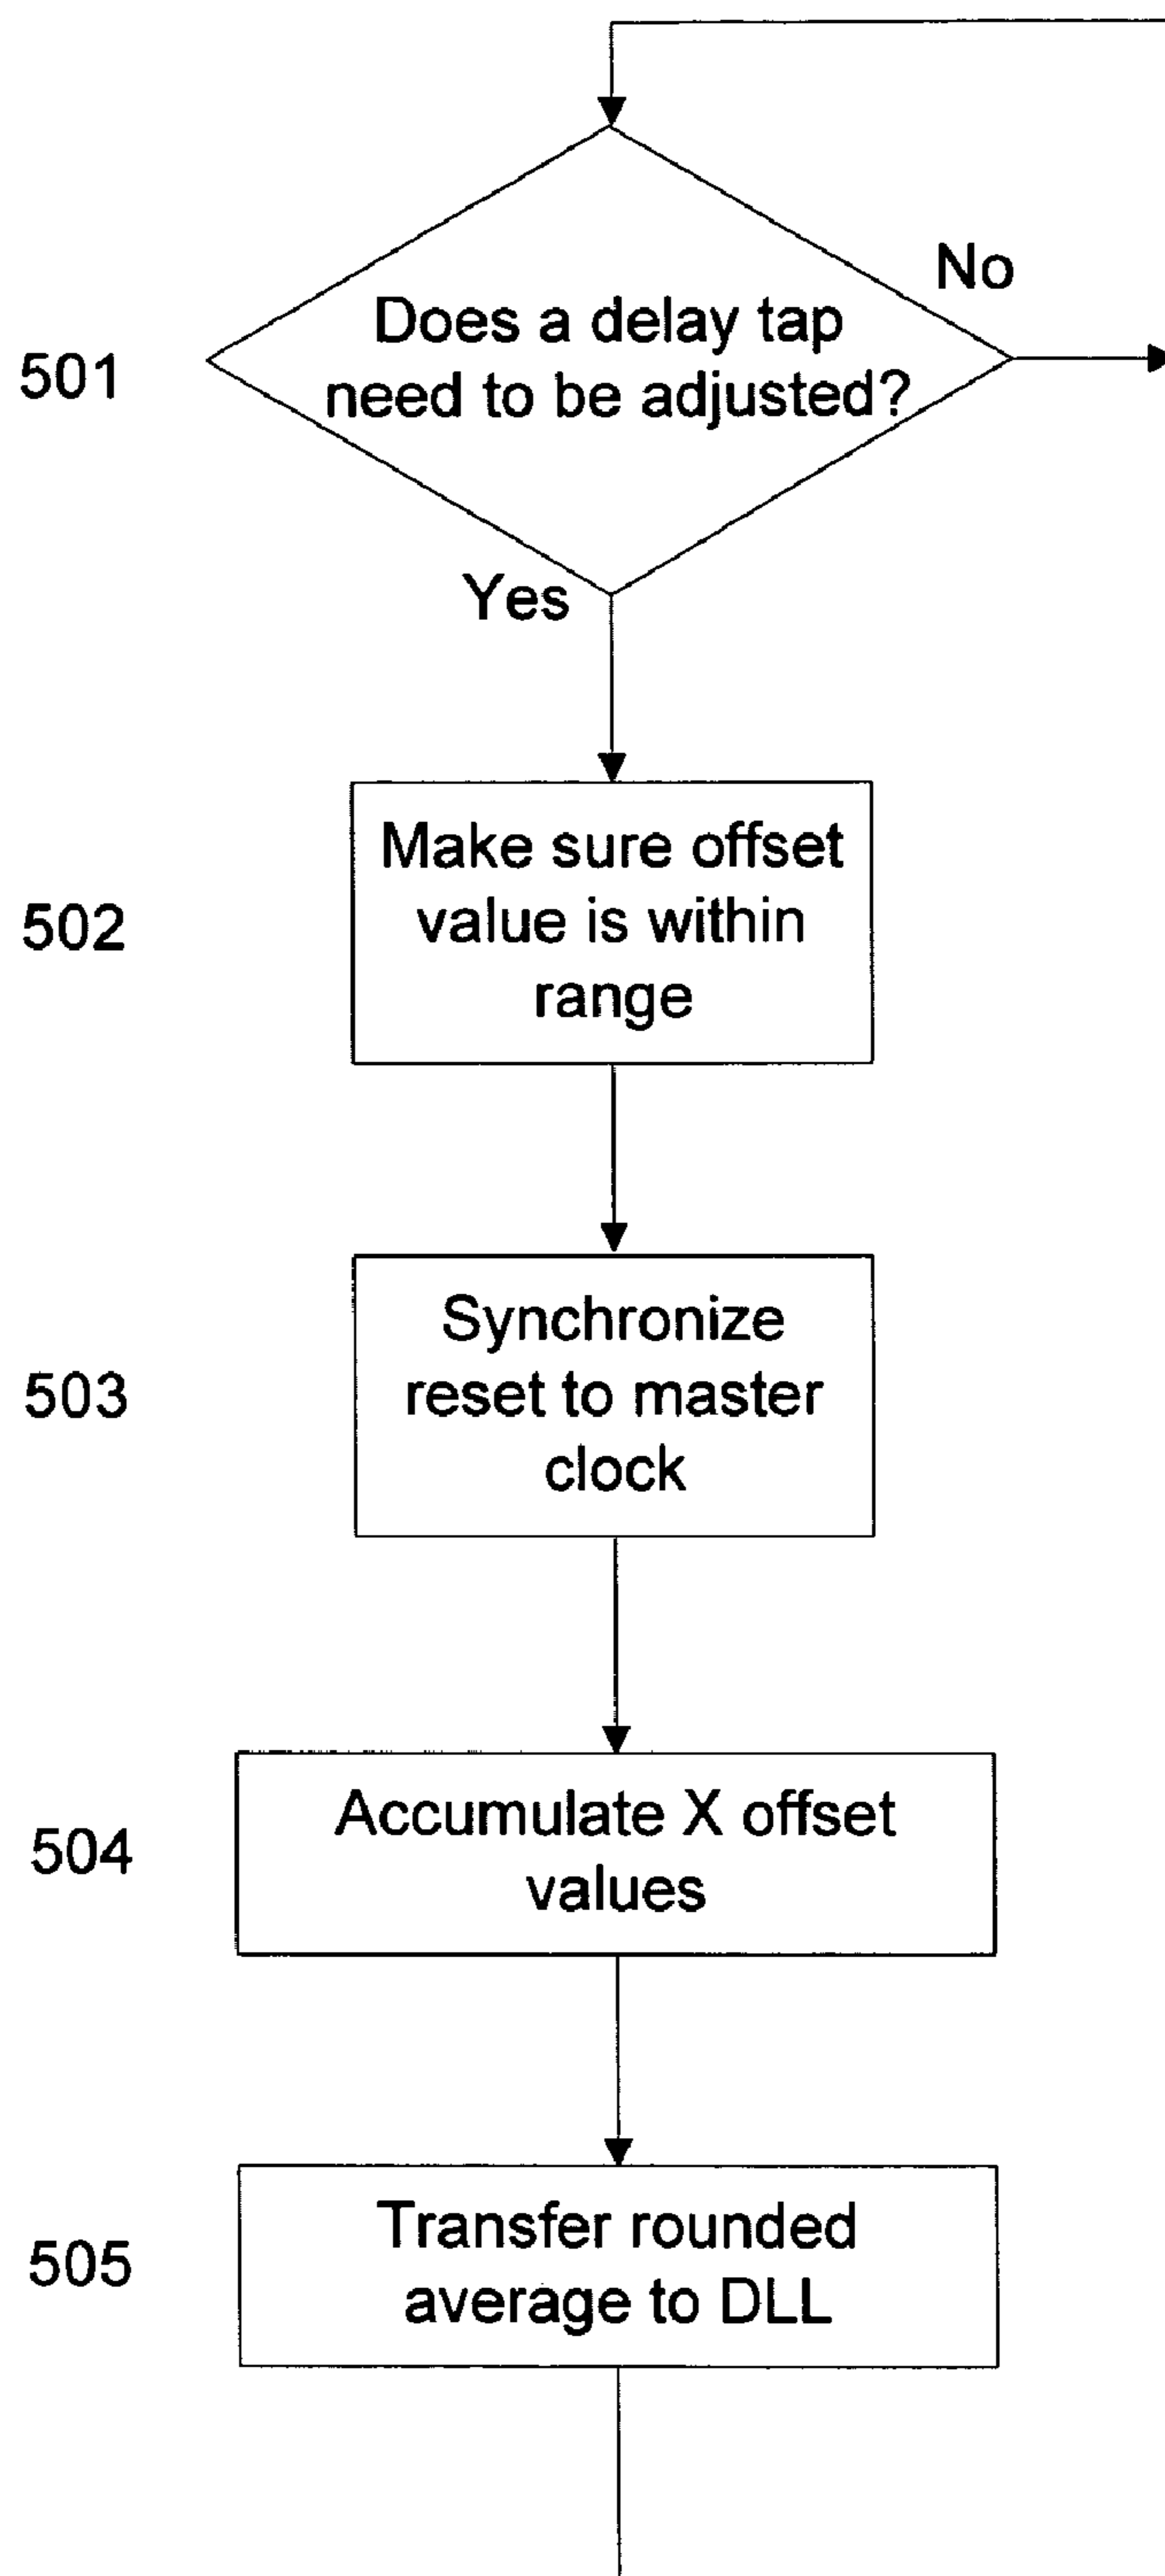 No
Does a delay tap
need to be adjusted?
501
Yes
Make sure offset
value is within
range
502
Synchronize
reset to master
clock
503
Accumulate X offset
values
504
Transfer rounded
average to DLL
505